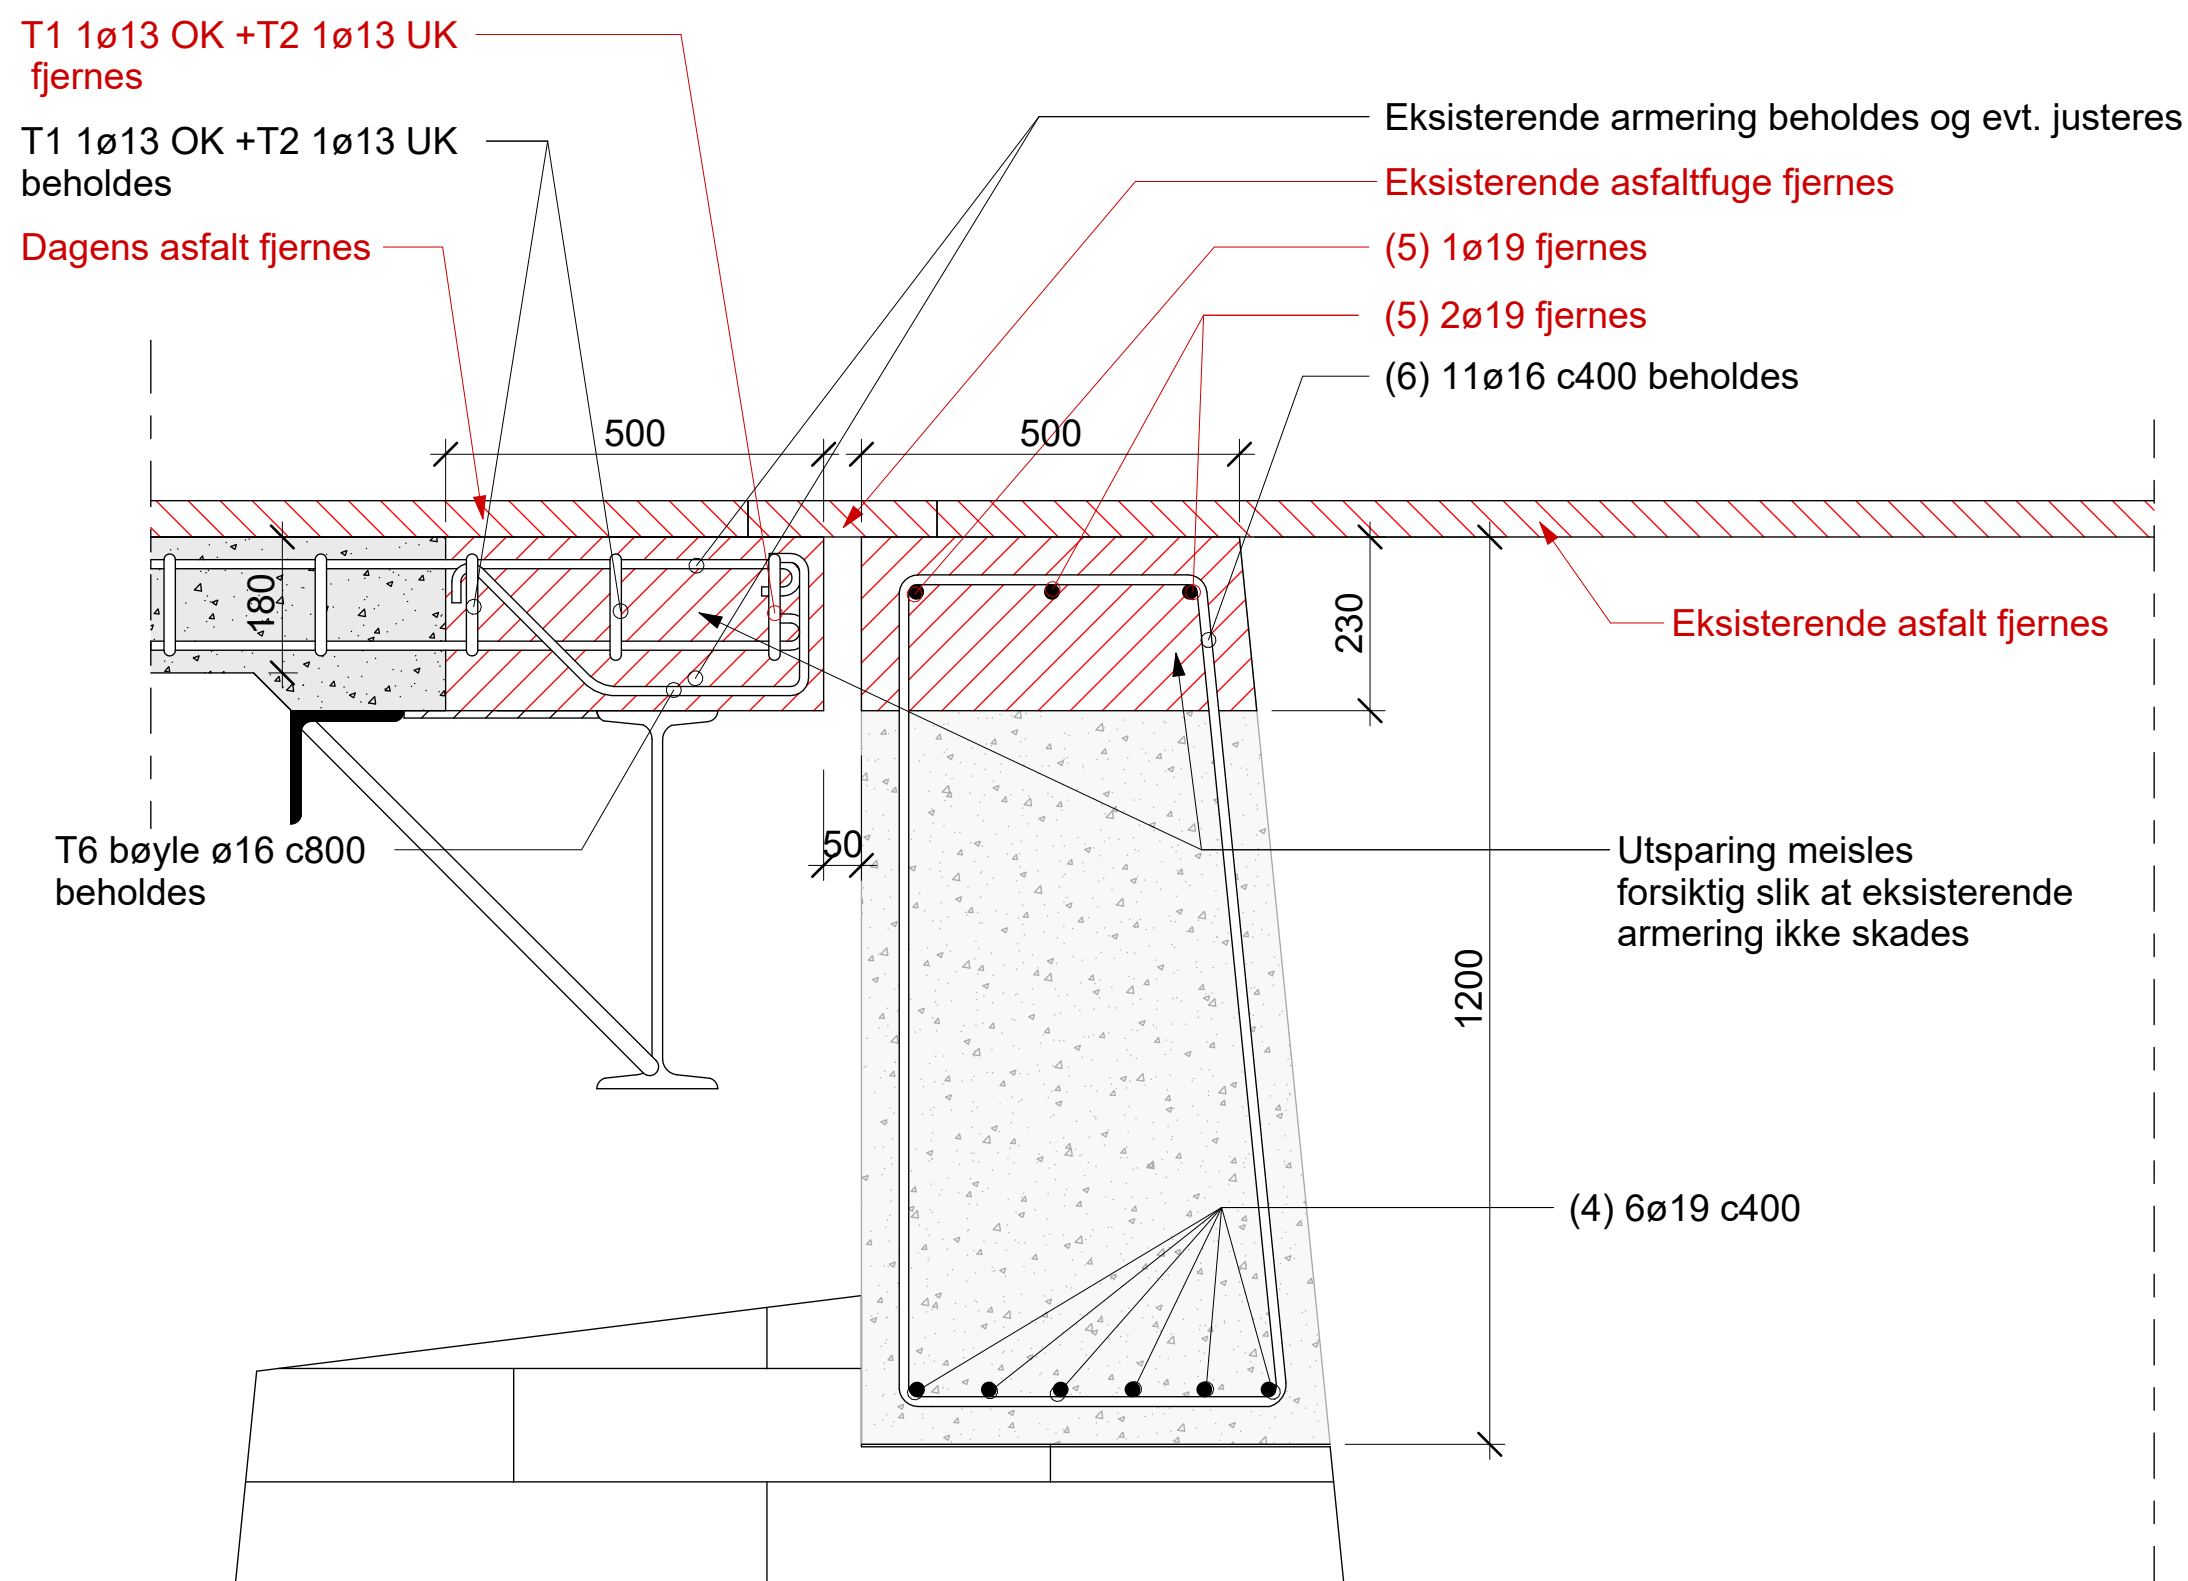 T1 1ø13 OK +T2 1ø13 UK
fjernes
T1 1ø13 OK +T2 1ø13 UK
beholdes
Dagens asfalt fjernes
Eksisterende armering beholdes og evt. justeres
Eksisterende asfaltfuge fjernes
(5) 1ø19 fjernes
(5) 2ø19 fjernes
(6) 11ø16 c400 beholdes
500
500
180
230
Eksisterende asfalt fjernes
T6 bøyle ø16 c800
beholdes
50
Utsparing meisles
forsiktig slik at eksisterende
armering ikke skades
1200
(4) 6ø19 c400